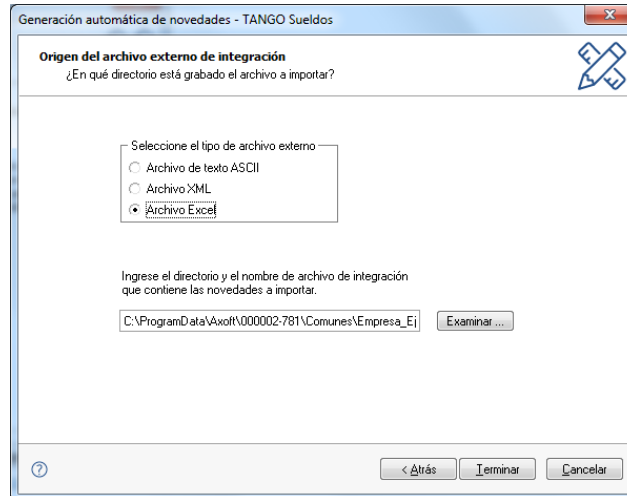 Generación automática de novedades - TANGO Sueldos
Origen del archivo externo de integración
¿En qué directorio está grabado el archivo a importar?
Seleccione el tipo de archivo externo
Archivo de texto ASCII
Archivo XML
Archivo Excel
Ingrese el directorio y el nombre de archivo de integración
que contiene las novedades a importar.
C:\ProgramData\Axoft\000002-781\Comunes\Empresa_Ej
Examinar ...
< Atrás
Terminar
Cancelar